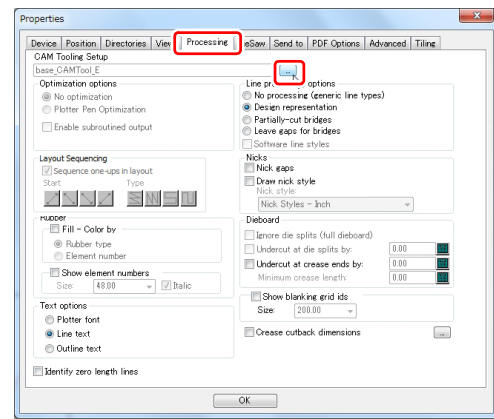 Properties
Device Position Directories View Processing eSaw Send to PDF Options Advanced Tiling
CAM Tooling Setup
base_CAMTool_E
...
Optimization options
No optimization
Plotter Pen Optimization
Enable subroutined output
Line processing options
No processing (generic line types)
Design representation
Partially-cut bridges
Leave gaps for bridges
Software line styles
Layout Sequencing
Sequence one-ups in layout
Start Type
Nicks
Nick gaps
Draw nick style
Nick style:
Nick Styles - Inch
Rubber
Fill - Color by
Rubber type
Element number
Show element numbers
Size: 48.00 Italic
Dieboard
Ignore die splits (full dieboard)
Undercut at die splits by: 0.00
Undercut at crease ends by: 0.00
Minimum crease length: 0.00
Show blanking grid ids
Size: 200.00
Text options
Plotter font
Line text
Outline text
Crease cutback dimensions ...
Identify zero length lines
OK